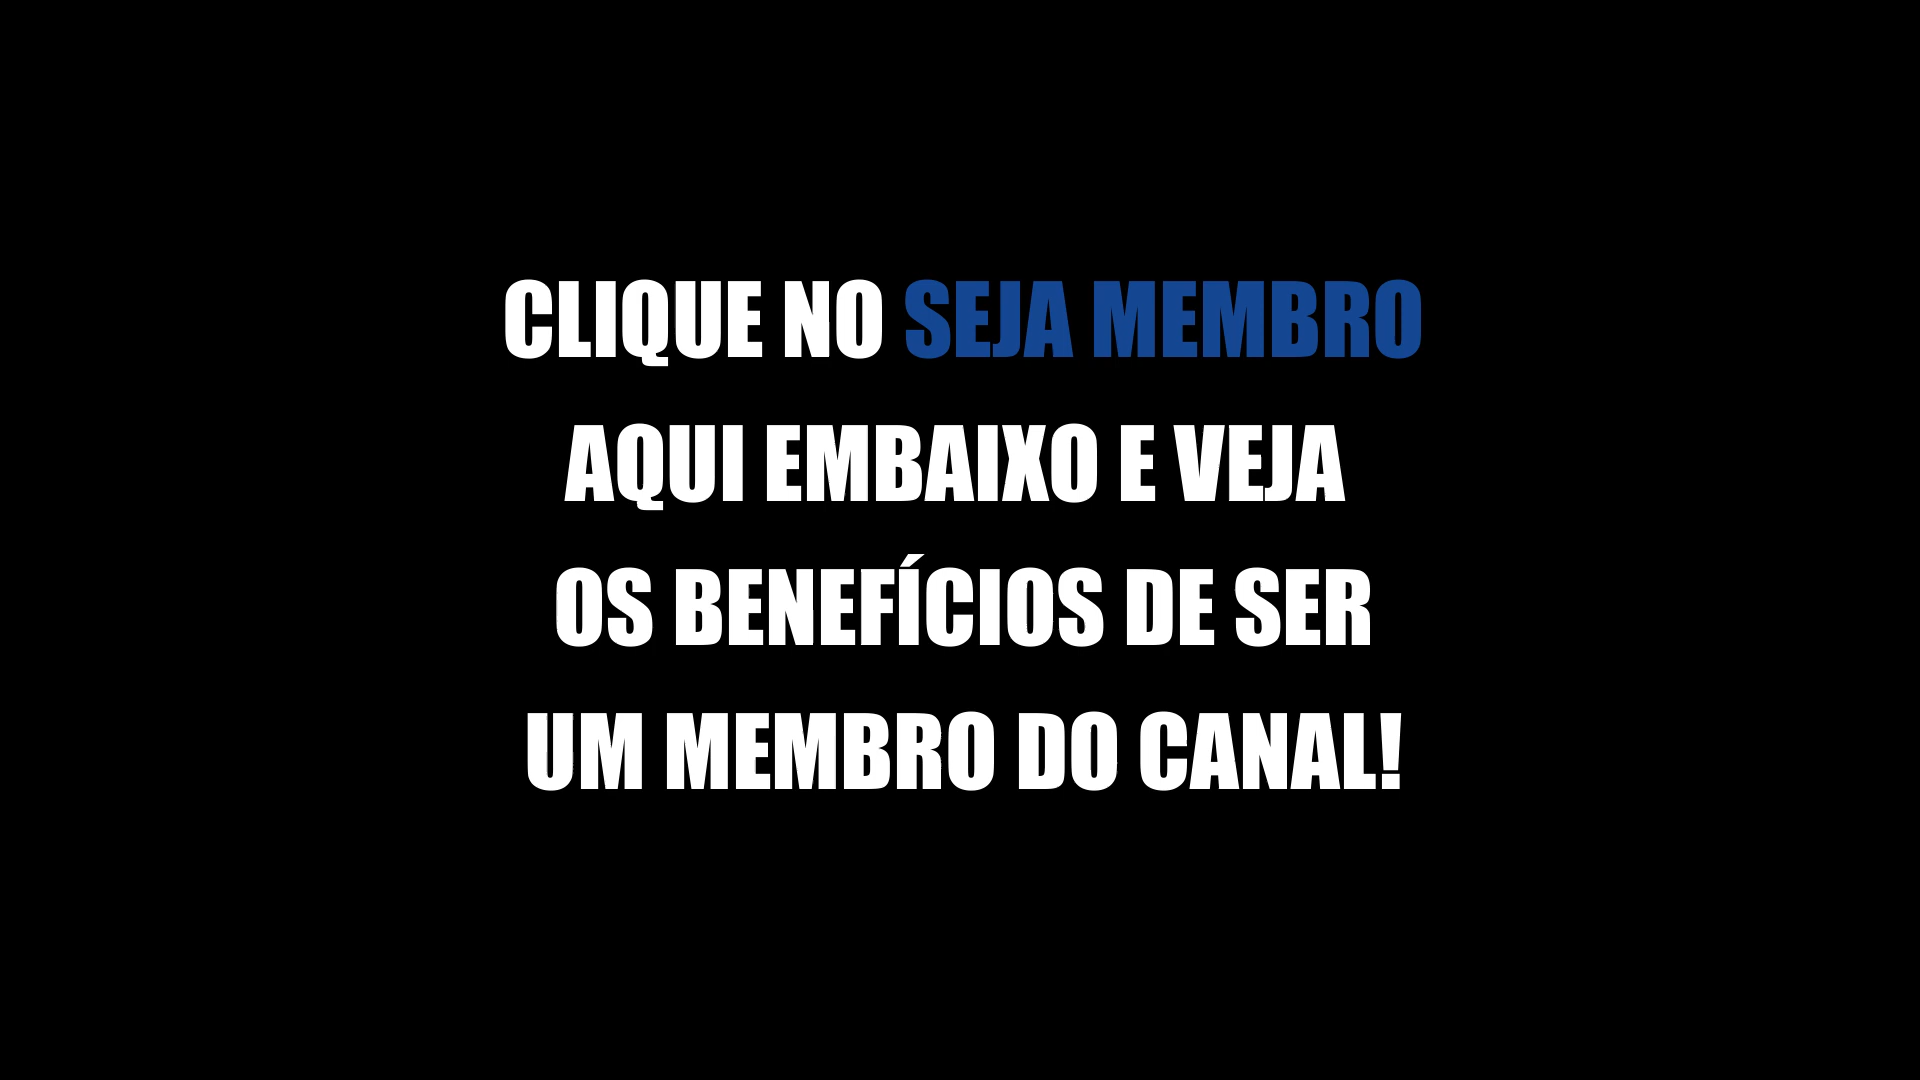 CLIQUE NO SEJA MEMBRO
AQUI EMBAIXO E VEJA
OS BENEFÍCIOS DE SER
UM MEMBRO DO CANAL!